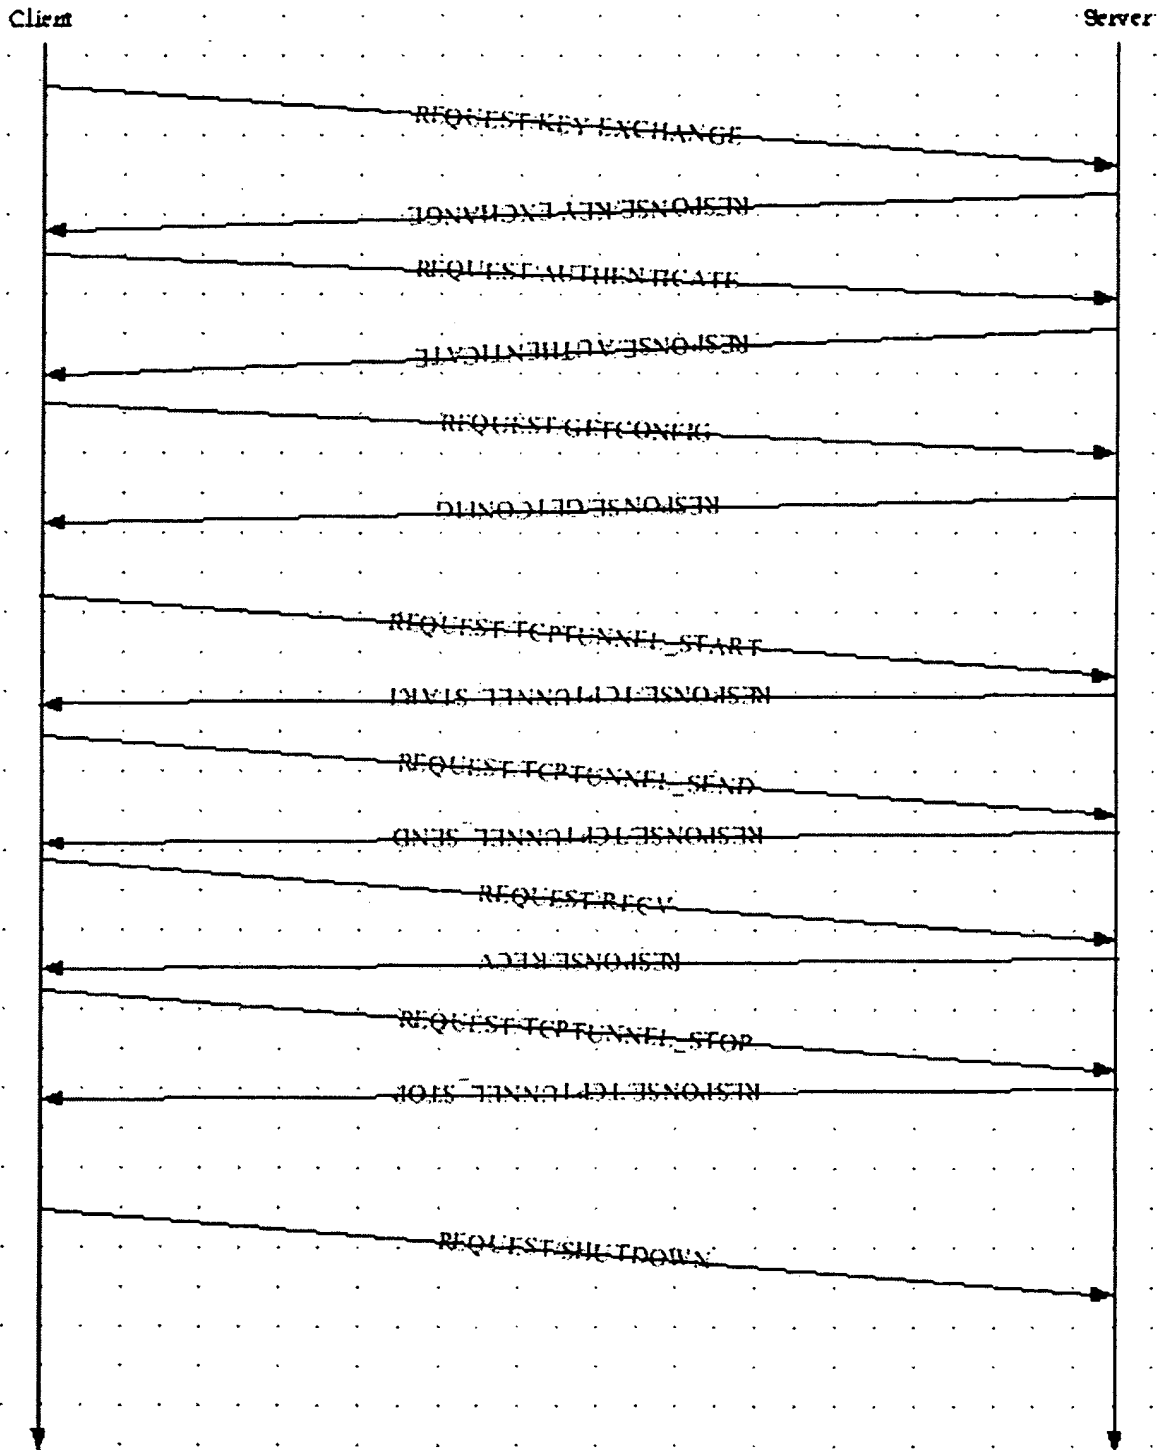 Client
Server
REQUEST KEY EXCHANGE
RESPONSE KEY EXCHANGE
REQUEST AUTHENTICATE
RESPONSE AUTHENTICATE
REQUEST GETCONFIG
RESPONSE GETCONFIG
REQUEST TCPTUNNEL_START
RESPONSE TCPTUNNEL_START
REQUEST TCPTUNNEL_SEND
RESPONSE TCPTUNNEL_SEND
REQUEST RECV
RESPONSE RECV
REQUEST TCPTUNNEL_STOP
RESPONSE TCPTUNNEL_STOP
REQUEST SHUTDOWN